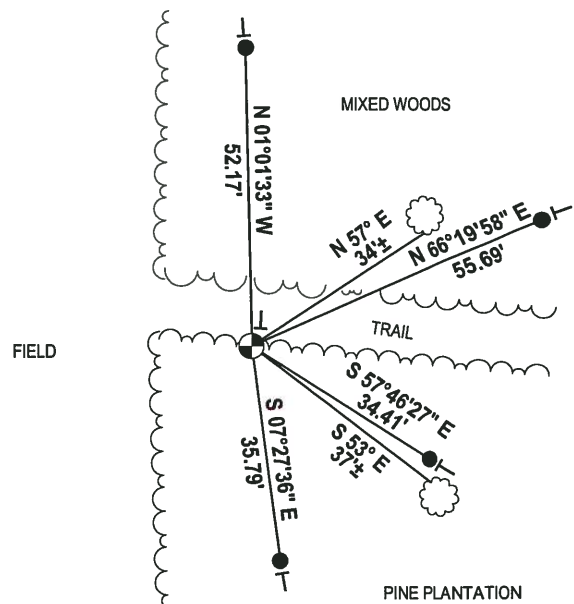 MIXED WOODS
N 01°01'33" W
52.17'
N 57° E
34'±
N 66°19'58" E
55.69'
TRAIL
FIELD
S 57°46'27" E
34.41'
S 53° E
37'±
S 07°27'36" E
35.79'
PINE PLANTATION